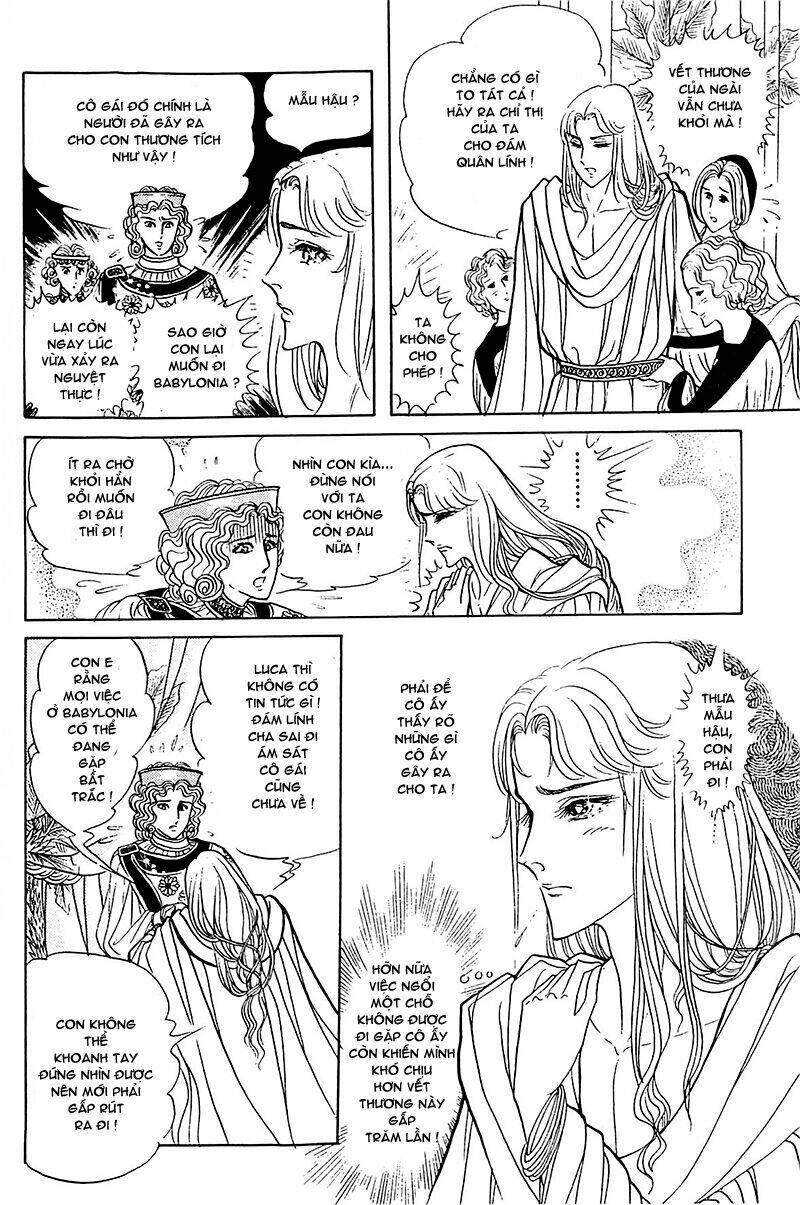 VẾT THƯƠNG
CỦA NGÀI
VẪN CHƯA
KHỎI MÀ !
CHẲNG CÓ GÌ
TO TÁT CẢ !
HÃY RA CHỈ THỊ
CỦA TA
CHO ĐÁM
QUÂN LÍNH !
TA
KHÔNG
CHO
PHÉP !
MẪU HẬU ?
CÔ GÁI ĐÓ CHÍNH LÀ
NGƯỜI ĐÃ GÂY RA
CHO CON THƯƠNG TÍCH
NHƯ VẬY !
SAO GIỜ
CON LẠI
MUỐN ĐI
BABYLONIA ?
LẠI CÒN
NGAY LÚC
VỪA XẢY RA
NGUYỆT
THỰC !
NHÌN CON KÌA...
ĐỪNG NÓI
VỚI TA
CON KHÔNG
CÒN ĐAU
NỮA !
ÍT RA CHỜ
KHỎI HẲN
RỒI MUỐN
ĐI ĐÂU
THÌ ĐI !
THƯA
MẪU
HẬU,
CON
PHẢI
ĐI !
PHẢI ĐỂ
CÔ ẤY
THẤY RÕ
NHỮNG GÌ
CÔ ẤY
GÂY RA
CHO TA !
HƠN NỮA
VIỆC NGỒI
MỘT CHỖ
KHÔNG ĐƯỢC
ĐI GẶP CÔ ẤY
CÒN KHIẾN MÌNH
KHÓ CHỊU
HƠN VẾT
THƯƠNG NÀY
GẤP
TRĂM LẦN !
LUCA THÌ
KHÔNG CÓ
TIN TỨC GÌ !
ĐÁM LÍNH
CHA SAI ĐI
ÁM SÁT
CÔ GÁI
CŨNG
CHƯA VỀ !
CON E
RẰNG
MỌI VIỆC
Ở BABYLONIA
CÓ THỂ
ĐANG
GẶP
BẤT
TRẮC !
CON KHÔNG
THỂ
KHOANH TAY
ĐỨNG NHÌN ĐƯỢC
NÊN MỚI PHẢI
GẤP RÚT
RA ĐI !